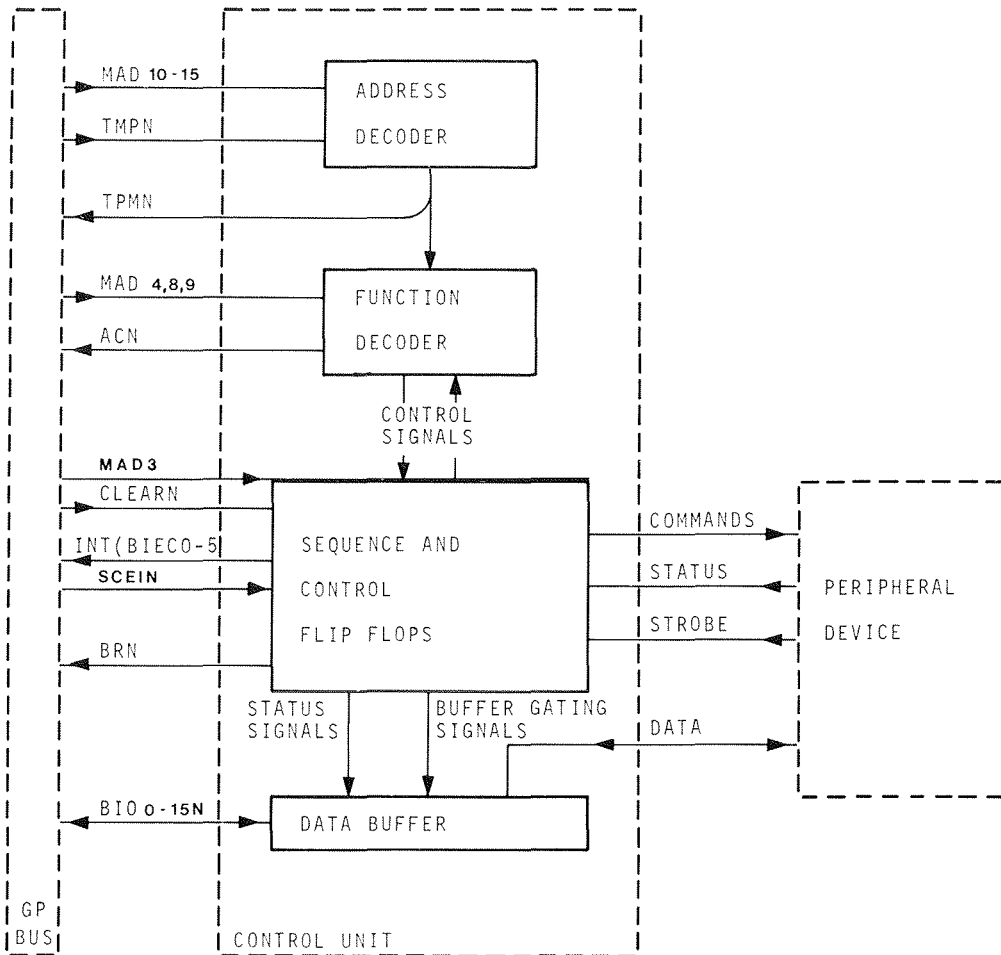 MAD 10-15
ADDRESS
DECODER
TMPN
TPMN
MAD 4,8,9
FUNCTION
DECODER
ACN
CONTROL
SIGNALS
MAD3
CLEARN
INT(BIECO-5
SCEIN
BRN
SEQUENCE AND
CONTROL
FLIP FLOPS
COMMANDS
STATUS
STROBE
PERIPHERAL
DEVICE
STATUS
SIGNALS
BUFFER GATING
SIGNALS
DATA
BIO 0-15N
DATA BUFFER
GP
BUS
CONTROL UNIT